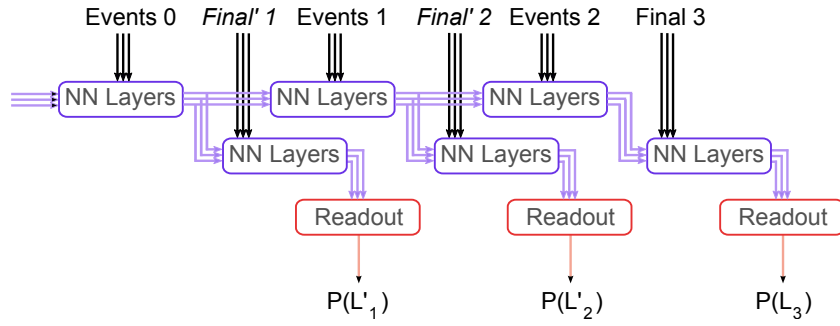 Events 0 Final' 1 Events 1 Final' 2 Events 2 Final 3
NN Layers NN Layers NN Layers
NN Layers NN Layers NN Layers
Readout Readout Readout
P(L'₁) P(L'₂) P(L₃)